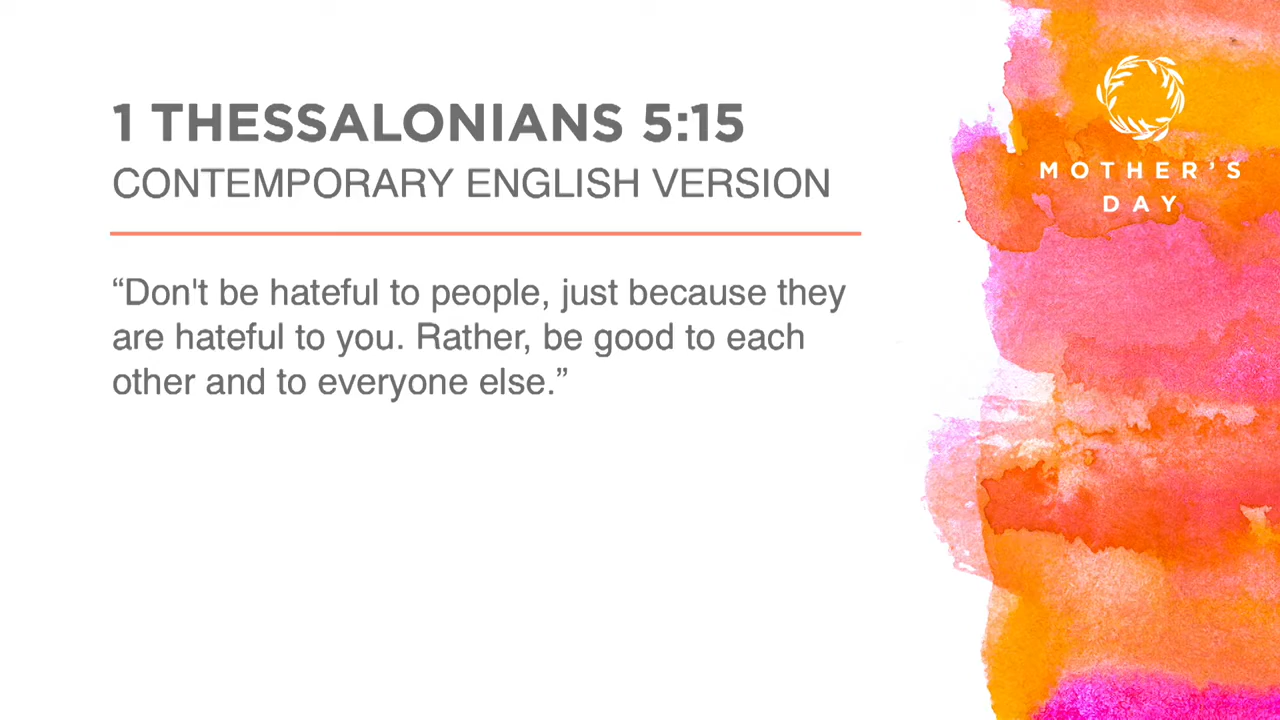 1 THESSALONIANS 5:15
CONTEMPORARY ENGLISH VERSION
“Don't be hateful to people, just because they
are hateful to you. Rather, be good to each
other and to everyone else.”
MOTHER’S
DAY